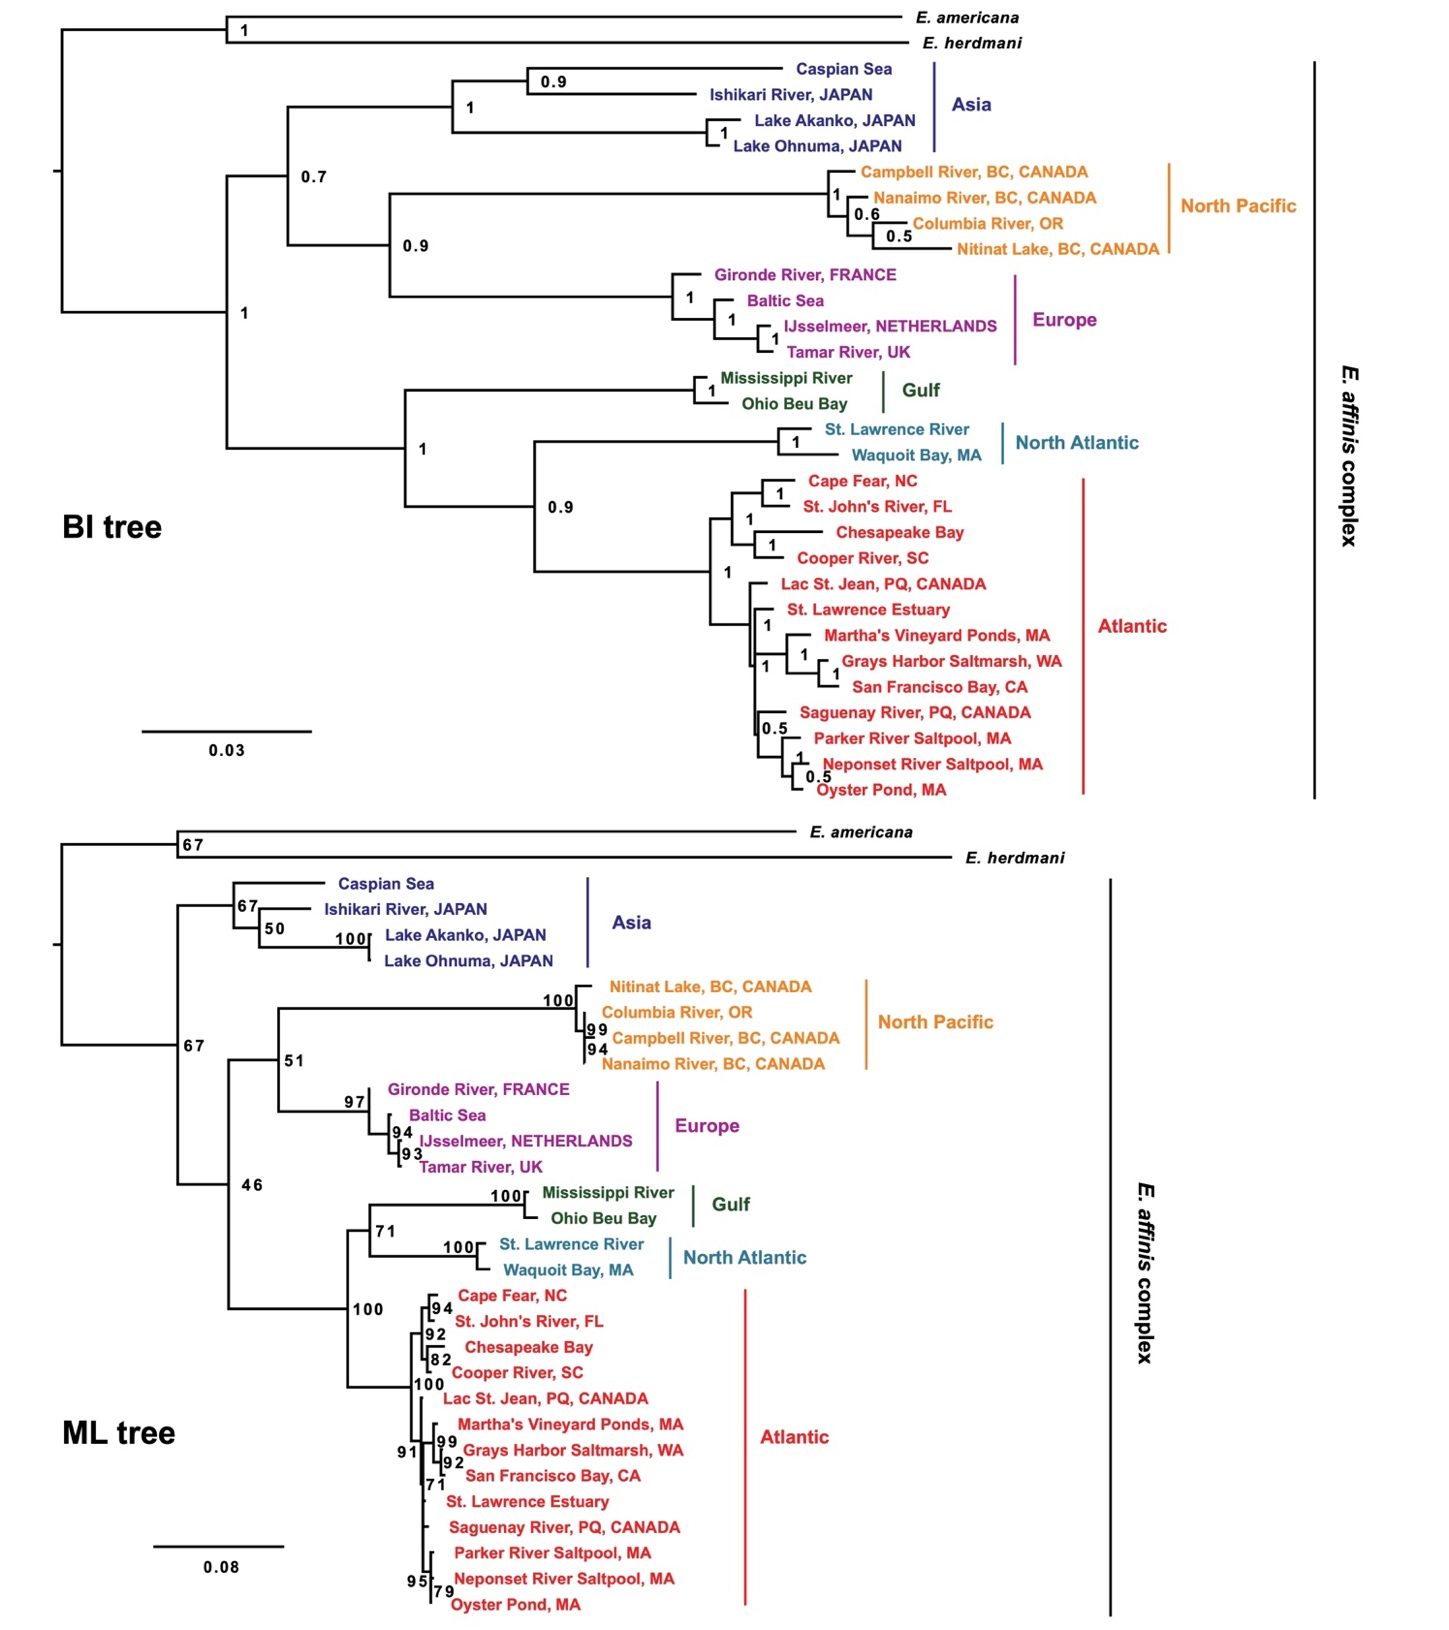 E. americana
1
E. herdmani
Caspian Sea
0.9
Ishikari River, JAPAN
Asia
1
Lake Akanko, JAPAN
1
Lake Ohnuma, JAPAN
0.7
Campbell River, BC, CANADA
1
Nanaimo River, BC, CANADA
North Pacific
0.6
Columbia River, OR
0.5
Nitinat Lake, BC, CANADA
0.9
Gironde River, FRANCE
1
Baltic Sea
1
Europe
IJsselmeer, NETHERLANDS
1
Tamar River, UK
1
Mississippi River
1
Gulf
Ohio Beu Bay
St. Lawrence River
1
North Atlantic
Waquoit Bay, MA
1
E. affinis complex
Cape Fear, NC
1
St. John's River, FL
0.9
1
BI tree
Chesapeake Bay
1
Cooper River, SC
1
Lac St. Jean, PQ, CANADA
St. Lawrence Estuary
1
Atlantic
Martha's Vineyard Ponds, MA
1
Grays Harbor Saltmarsh, WA
1
1
San Francisco Bay, CA
Saguenay River, PQ, CANADA
0.5
Parker River Saltpool, MA
0.03
1
Neponset River Saltpool, MA
0.5
Oyster Pond, MA
E. americana
67
E. herdmani
Caspian Sea
67
Ishikari River, JAPAN
Asia
50
Lake Akanko, JAPAN
100
Lake Ohnuma, JAPAN
Nitinat Lake, BC, CANADA
100
Columbia River, OR
North Pacific
99
Campbell River, BC, CANADA
94
67
51
Nanaimo River, BC, CANADA
Gironde River, FRANCE
97
Baltic Sea
Europe
94
IJsselmeer, NETHERLANDS
93
Tamar River, UK
46
Mississippi River
100
Gulf
Ohio Beu Bay
71
St. Lawrence River
100
North Atlantic
Waquoit Bay, MA
E. affinis complex
Cape Fear, NC
94
100
St. John's River, FL
92
Chesapeake Bay
82
Cooper River, SC
100
Lac St. Jean, PQ, CANADA
ML tree
Martha's Vineyard Ponds, MA
Atlantic
99
91
Grays Harbor Saltmarsh, WA
92
San Francisco Bay, CA
71
St. Lawrence Estuary
Saguenay River, PQ, CANADA
0.08
Parker River Saltpool, MA
95
Neponset River Saltpool, MA
79
Oyster Pond, MA